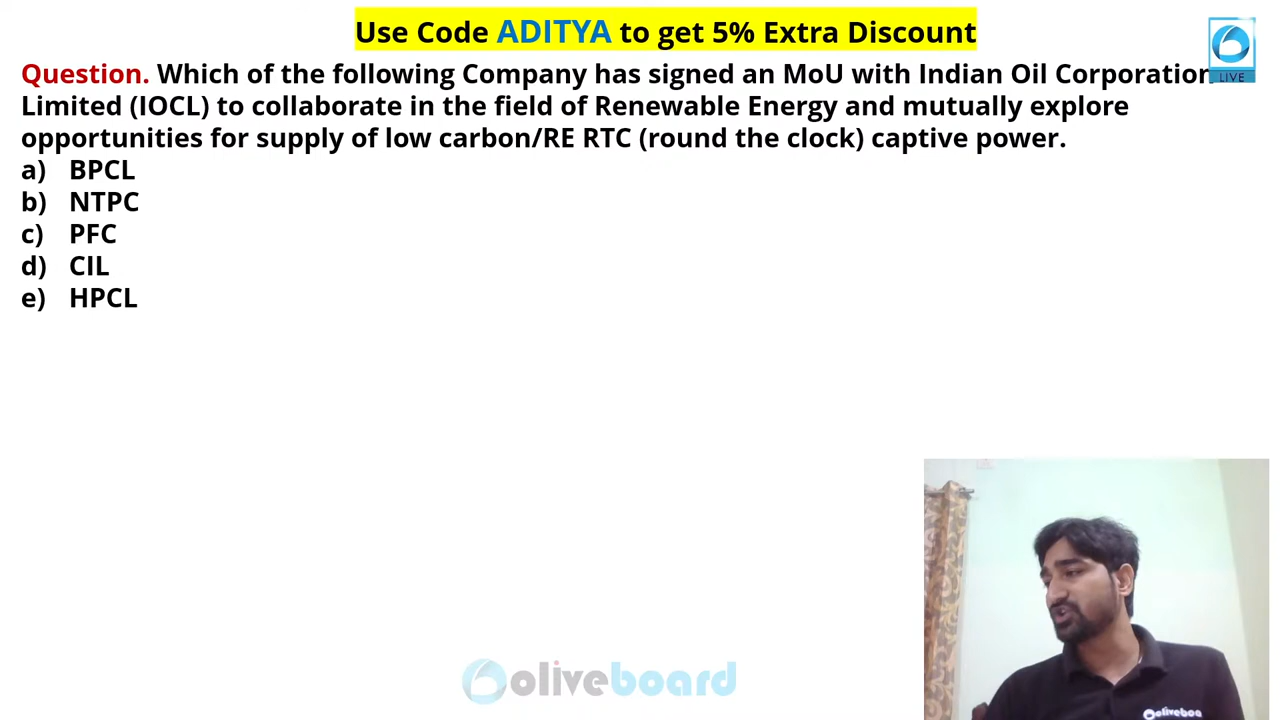 Use Code ADITYA to get 5% Extra Discount
LIVE
Question. Which of the following Company has signed an MoU with Indian Oil Corporation
Limited (IOCL) to collaborate in the field of Renewable Energy and mutually explore
opportunities for supply of low carbon/RE RTC (round the clock) captive power.
a) BPCL
b) NTPC
c) PFC
d) CIL
e) HPCL
oliveboard
oliveboa